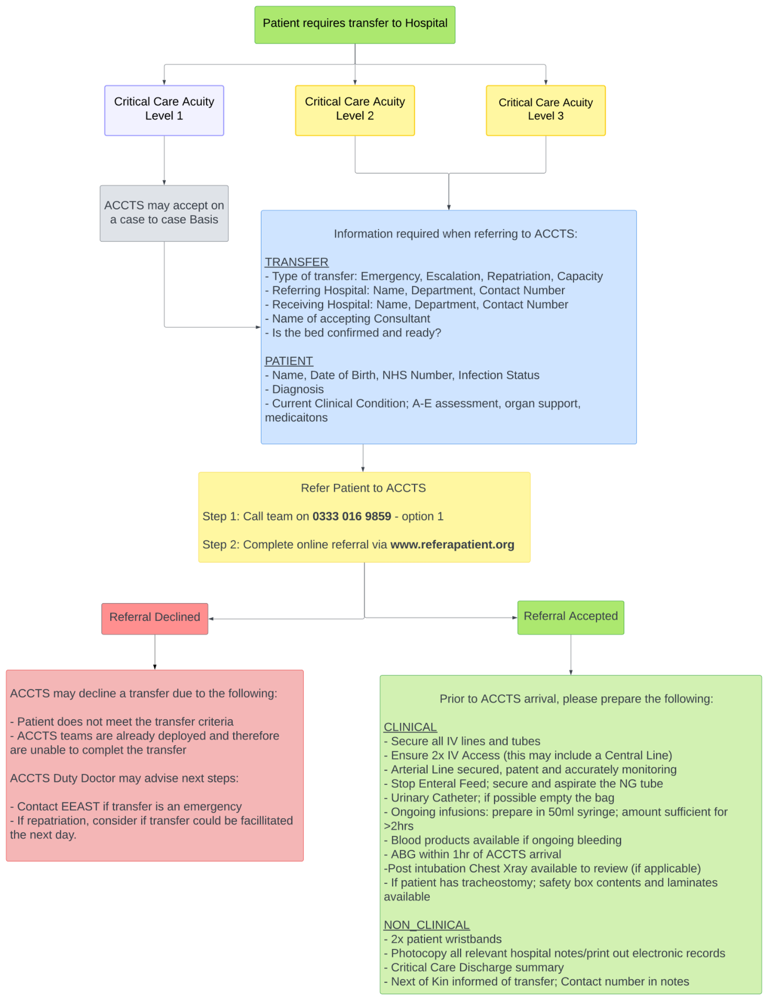 Patient requires transfer to Hospital
Critical Care Acuity
Level 1
Critical Care Acuity
Level 2
Critical Care Acuity
Level 3
ACCTS may accept on
a case to case Basis
Information required when referring to ACCTS:
TRANSFER
- Type of transfer: Emergency, Escalation, Repatriation, Capacity
- Referring Hospital: Name, Department, Contact Number
- Receiving Hospital: Name, Department, Contact Number
- Name of accepting Consultant
- Is the bed confirmed and ready?
PATIENT
- Name, Date of Birth, NHS Number, Infection Status
- Diagnosis
- Current Clinical Condition; A-E assessment, organ support,
medicaitons
Refer Patient to ACCTS
Step 1: Call team on 0333 016 9859 - option 1
Step 2: Complete online referral via www.referapatient.org
Referral Declined
Referral Accepted
ACCTS may decline a transfer due to the following:
- Patient does not meet the transfer criteria
- ACCTS teams are already deployed and therefore
are unable to complet the transfer
ACCTS Duty Doctor may advise next steps:
- Contact EEAST if transfer is an emergency
- If repatriation, consider if transfer could be facillitated
the next day.
Prior to ACCTS arrival, please prepare the following:
CLINICAL
- Secure all IV lines and tubes
- Ensure 2x IV Access (this may include a Central Line)
- Arterial Line secured, patent and accurately monitoring
- Stop Enteral Feed; secure and aspirate the NG tube
- Urinary Catheter; if possible empty the bag
- Ongoing infusions: prepare in 50ml syringe; amount sufficient for
>2hrs
- Blood products available if ongoing bleeding
- ABG within 1hr of ACCTS arrival
-Post intubation Chest Xray available to review (if applicable)
- If patient has tracheostomy; safety box contents and laminates
available
NON_CLINICAL
- 2x patient wristbands
- Photocopy all relevant hospital notes/print out electronic records
- Critical Care Discharge summary
- Next of Kin informed of transfer; Contact number in notes